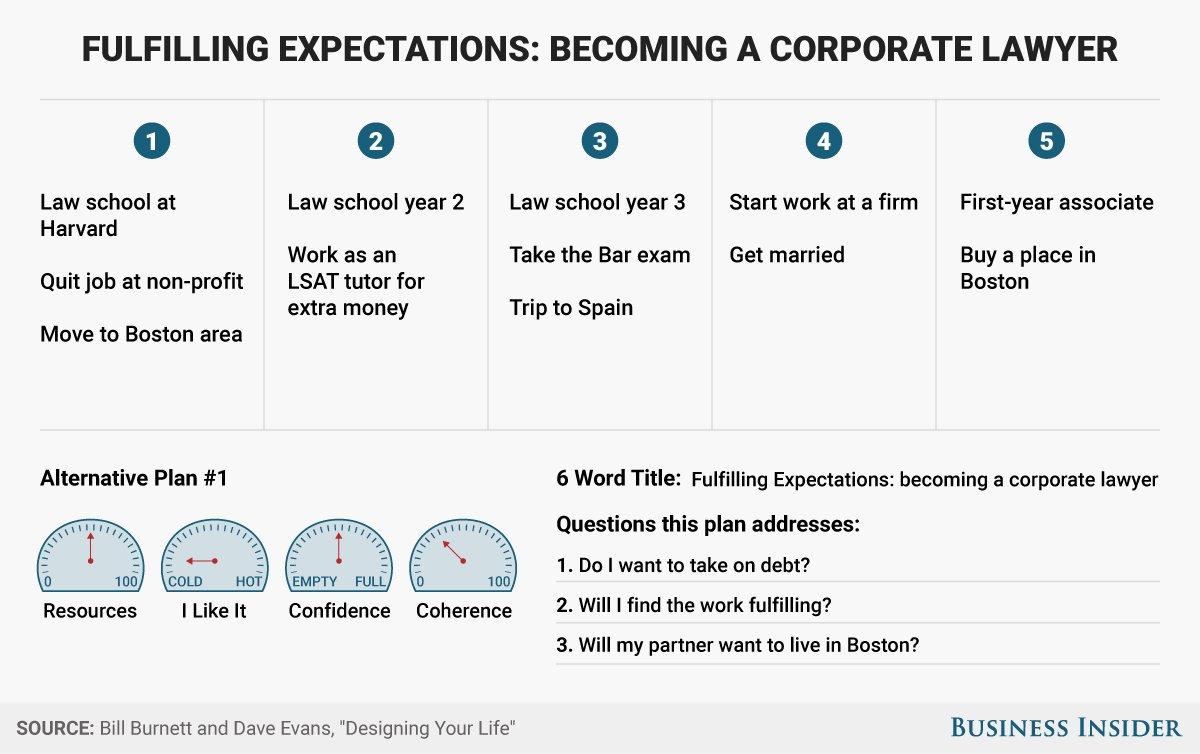 FULFILLING EXPECTATIONS: BECOMING A CORPORATE LAWYER
1
Law school at
Harvard
Quit job at non-profit
Move to Boston area
2
Law school year 2
Work as an
LSAT tutor for
extra money
3
Law school year 3
Take the Bar exam
Trip to Spain
4
Start work at a firm
Get married
5
First-year associate
Buy a place in
Boston
Alternative Plan #1
0 100
Resources
COLD HOT
I Like It
EMPTY FULL
Confidence
0 100
Coherence
6 Word Title: Fulfilling Expectations: becoming a corporate lawyer
Questions this plan addresses:
1. Do I want to take on debt?
2. Will I find the work fulfilling?
3. Will my partner want to live in Boston?
SOURCE: Bill Burnett and Dave Evans, "Designing Your Life"
BUSINESS INSIDER